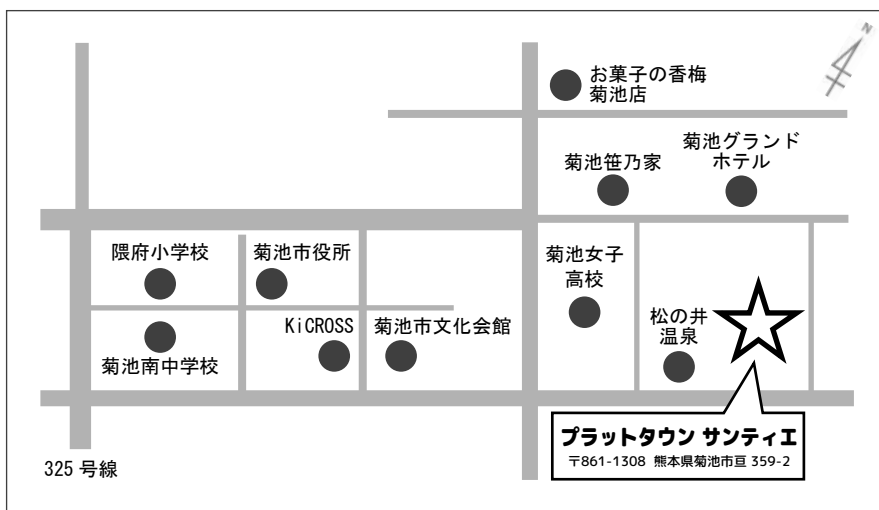 N
お菓子の香梅
菊池店
菊池グランド
ホテル
菊池笹乃家
隈府小学校
菊池市役所
菊池女子
高校
KiCROSS
菊池市文化会館
松の井
温泉
菊池南中学校
プラットタウン サンティエ
〒861-1308 熊本県菊池市亘 359-2
325 号線